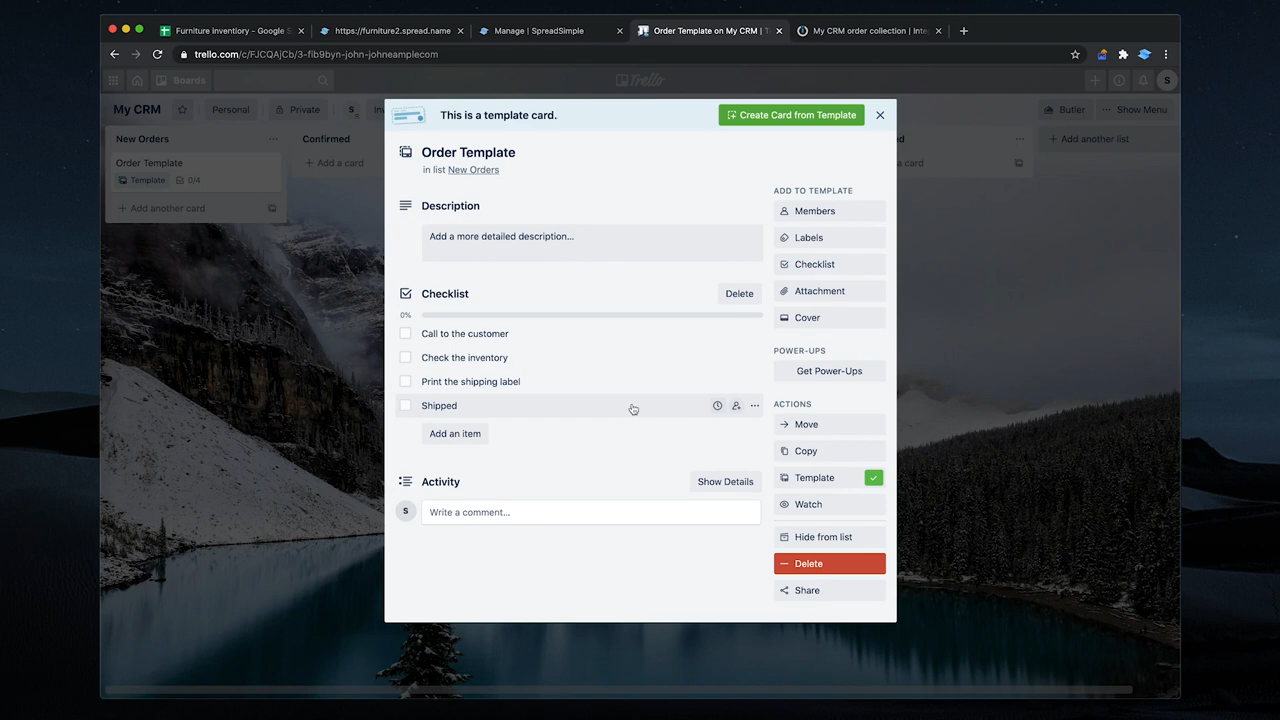 Furniture inventory - Google S
https://furniture2.spread.name
Manage | SpreadSimple
Order Template on My CRM | T
My CRM order collection | Inte
trello.com/c/FJCQAjCb/3-fib9byn-john-johneamplecom
S
Boards
Trello
S
My CRM
Personal
Private
S
Inv
Butler
Show Menu
New Orders
Confirmed
Add another list
Order Template
Template
0/4
Add a card
a card
Add another card
This is a template card.
Create Card from Template
Order Template
in list New Orders
Description
Add a more detailed description...
Checklist
Delete
0%
Call to the customer
Check the inventory
Print the shipping label
Shipped
Add an item
Activity
Show Details
S
Write a comment...
ADD TO TEMPLATE
Members
Labels
Checklist
Attachment
Cover
POWER-UPS
Get Power-Ups
ACTIONS
Move
Copy
Template
Watch
Hide from list
Delete
Share